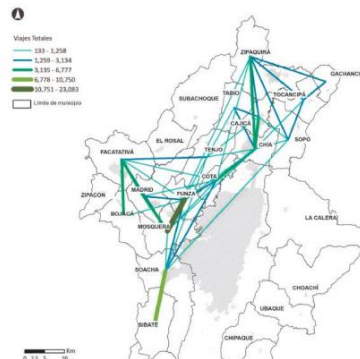 Viajes Totales
133 - 1,258
1,259 - 3,134
3,135 - 6,777
6,778 - 10,750
10,751 - 23,083
Límite de municipio
ZIPAQUIRÁ
GACHANCIPÁ
TABIO
TOCANCIPÁ
SUBACHOQUE
CAJICÁ
SOPÓ
EL ROSAL
CHÍA
FACATATIVÁ
TENJO
COTA
MADRID
ZIPACÓN
FUNZA
BOJACÁ
LA CALERA
MOSQUERA
SOACHA
CHOACHÍ
UBAQUE
SIBATÉ
CHIPAQUE
Km